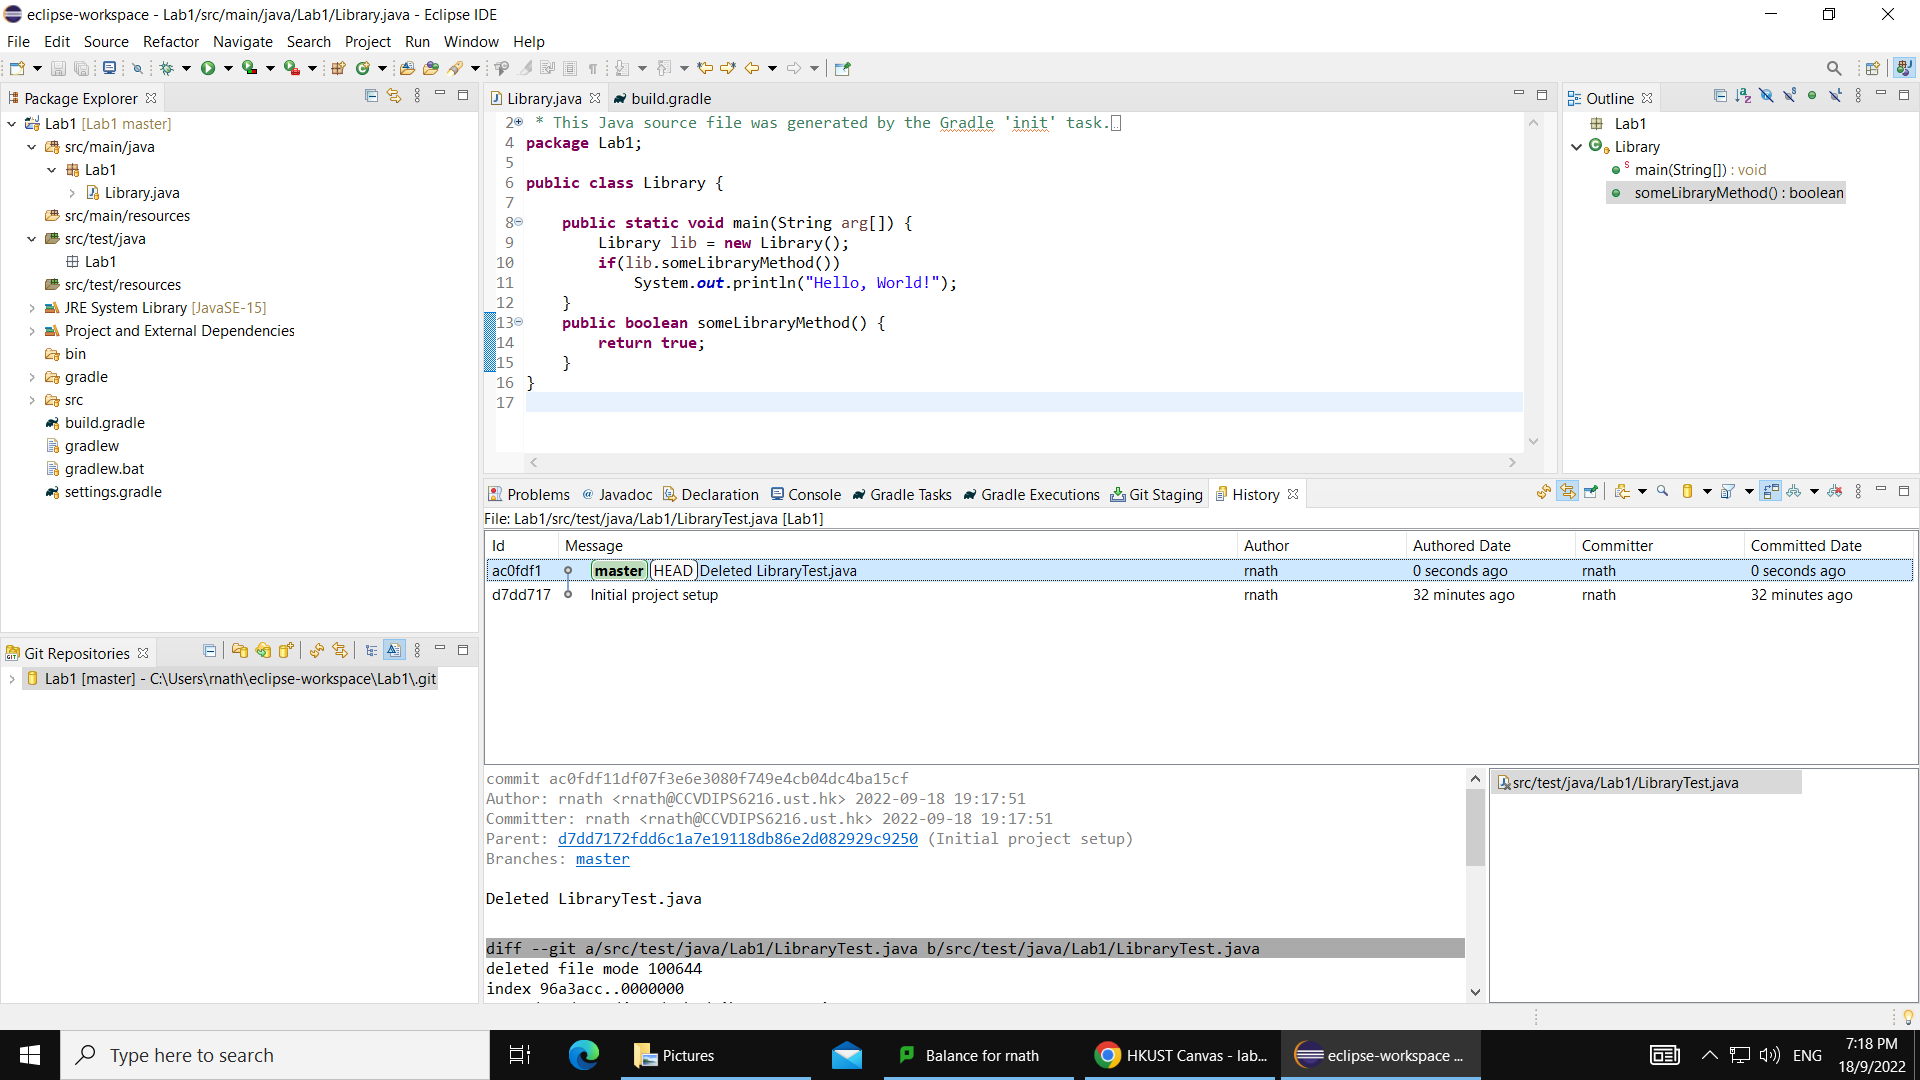 eclipse-workspace - Lab1/src/main/java/Lab1/Library.java - Eclipse IDE
File Edit Source Refactor Navigate Search Project Run Window Help
Package Explorer
Lab1 [Lab1 master]
src/main/java
Lab1
Library.java
src/main/resources
src/test/java
Lab1
src/test/resources
JRE System Library [JavaSE-15]
Project and External Dependencies
bin
gradle
src
build.gradle
gradlew
gradlew.bat
settings.gradle
Git Repositories
Lab1 [master] - C:\Users\rnath\eclipse-workspace\Lab1\.git
Library.java build.gradle
2 * This Java source file was generated by the Gradle 'init' task.
4 package Lab1;
5
6 public class Library {
7
8 public static void main(String arg[]) {
9 Library lib = new Library();
10 if(lib.someLibraryMethod())
11 System.out.println("Hello, World!");
12 }
13 public boolean someLibraryMethod() {
14 return true;
15 }
16 }
17
Outline
Lab1
Library
main(String[]) : void
someLibraryMethod() : boolean
Problems Javadoc Declaration Console Gradle Tasks Gradle Executions Git Staging History
File: Lab1/src/test/java/Lab1/LibraryTest.java [Lab1]
Id Message Author Authored Date Committer Committed Date
ac0fdf1 master HEAD Deleted LibraryTest.java rnath 0 seconds ago rnath 0 seconds ago
d7dd717 Initial project setup rnath 32 minutes ago rnath 32 minutes ago
commit ac0fdf11df07f3e6e3080f749e4cb04dc4ba15cf
Author: rnath <rnath@CCVDIPS6216.ust.hk> 2022-09-18 19:17:51
Committer: rnath <rnath@CCVDIPS6216.ust.hk> 2022-09-18 19:17:51
Parent: d7dd7172fdd6c1a7e19118db86e2d082929c9250 (Initial project setup)
Branches: master
Deleted LibraryTest.java
diff --git a/src/test/java/Lab1/LibraryTest.java b/src/test/java/Lab1/LibraryTest.java
deleted file mode 100644
index 96a3acc..0000000
src/test/java/Lab1/LibraryTest.java
Type here to search
Pictures
Balance for rnath
HKUST Canvas - lab...
eclipse-workspace ...
ENG
7:18 PM
18/9/2022